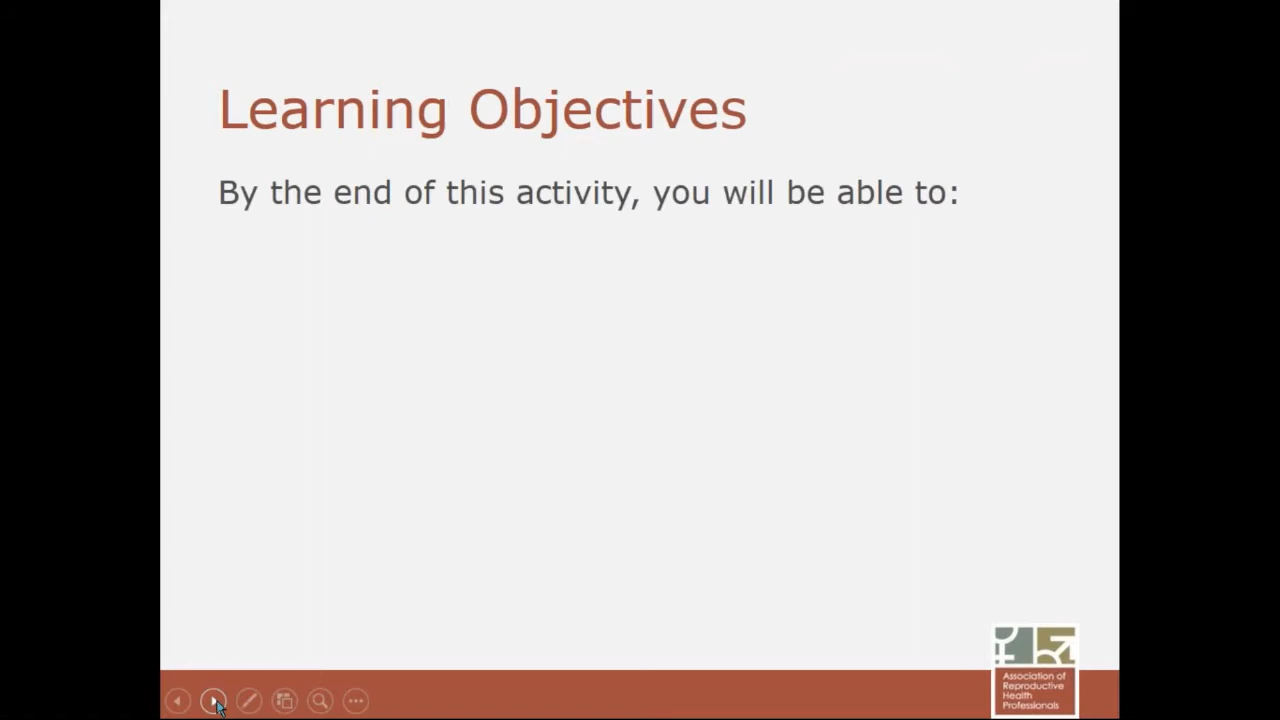 Learning Objectives
By the end of this activity, you will be able to:
Association of
Reproductive
Health
Professionals